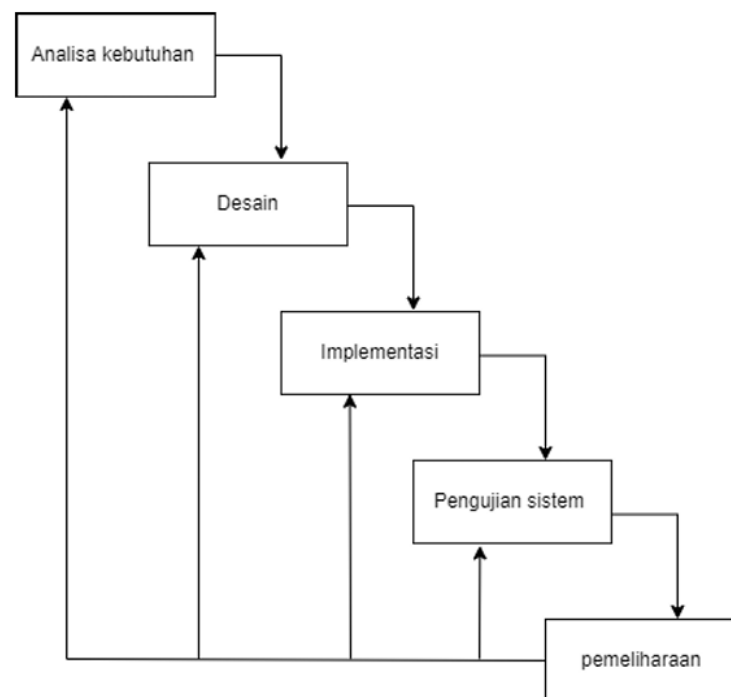 Analisa kebutuhan
Desain
Implementasi
Pengujian sistem
pemeliharaan